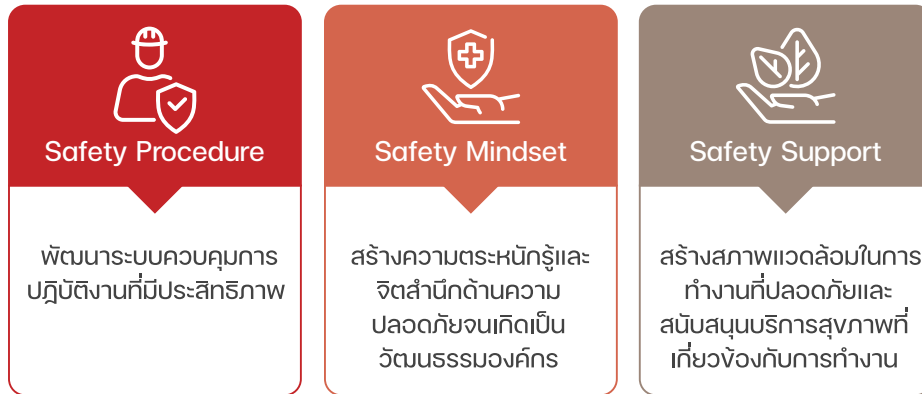 Safety Procedure
พัฒนาระบบควบคุมการ
ปฏิบัติงานที่มีประสิทธิภาพ
Safety Mindset
สร้างความตระหนักรู้และ
จิตสำนึกด้านความ
ปลอดภัยจนเกิดเป็น
วัฒนธรรมองค์กร
Safety Support
สร้างสภาพแวดล้อมในการ
ทำงานที่ปลอดภัยและ
สนับสนุนบริการสุขภาพที่
เกี่ยวข้องกับการทำงาน